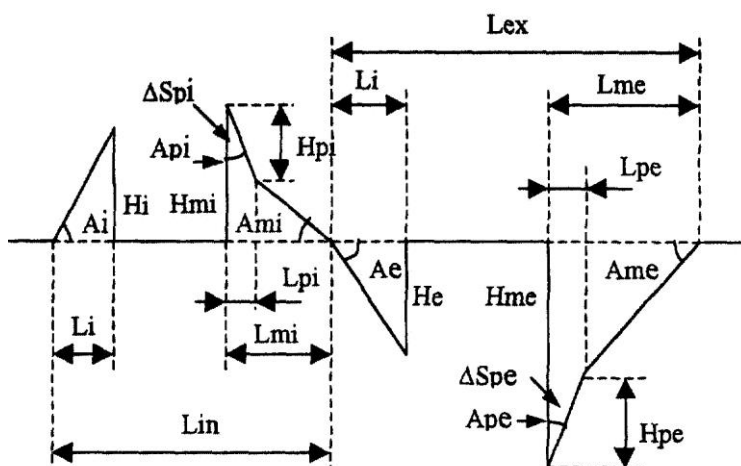 Lex
Li
Lme
ΔSpi
Hpi
Api
Lpe
Ai
Hi
Hmi
Ami
Ae
Ame
Lpi
He
Hme
Li
Lmi
ΔSpe
Ape
Hpe
Lin